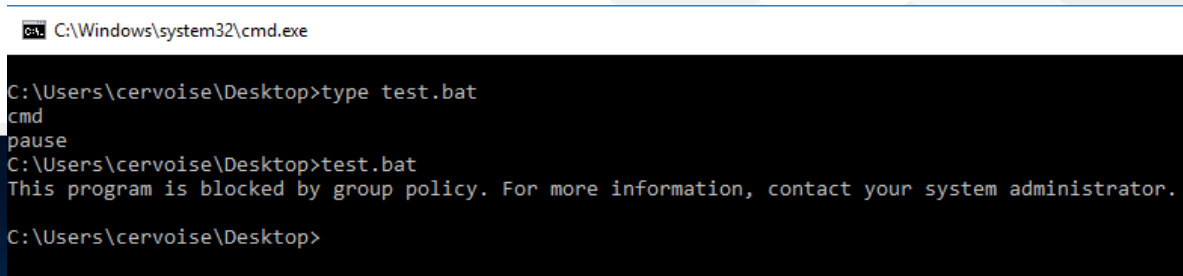 C:\Windows\system32\cmd.exe
C:\Users\cervoise\Desktop>type test.bat
cmd
pause
C:\Users\cervoise\Desktop>test.bat
This program is blocked by group policy. For more information, contact your system administrator.
C:\Users\cervoise\Desktop>